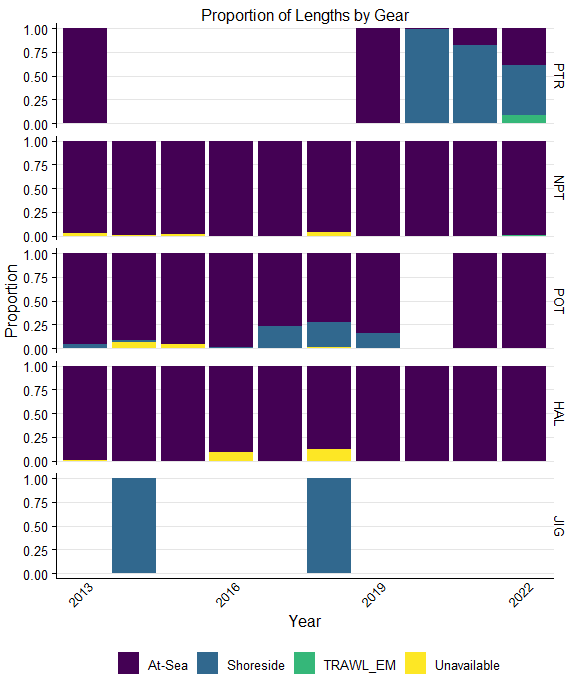 Proportion of Lengths by Gear
Proportion
1.00
0.75
0.50
0.25
0.00
PTR
1.00
0.75
0.50
0.25
0.00
NPT
1.00
0.75
0.50
0.25
0.00
POT
1.00
0.75
0.50
0.25
0.00
HAL
1.00
0.75
0.50
0.25
0.00
JIG
2013 2016 2019 2022
Year
At-Sea Shoreside TRAWL_EM Unavailable